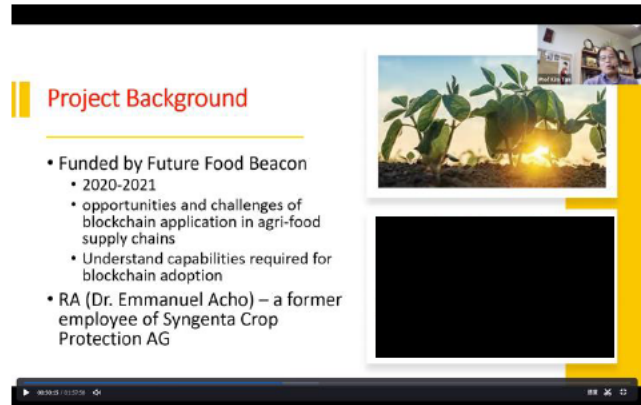 Project Background
• Funded by Future Food Beacon
• 2020-2021
• opportunities and challenges of
blockchain application in agri-food
supply chains
• Understand capabilities required for
blockchain adoption
• RA (Dr. Emmanuel Acho) – a former
employee of Syngenta Crop
Protection AG